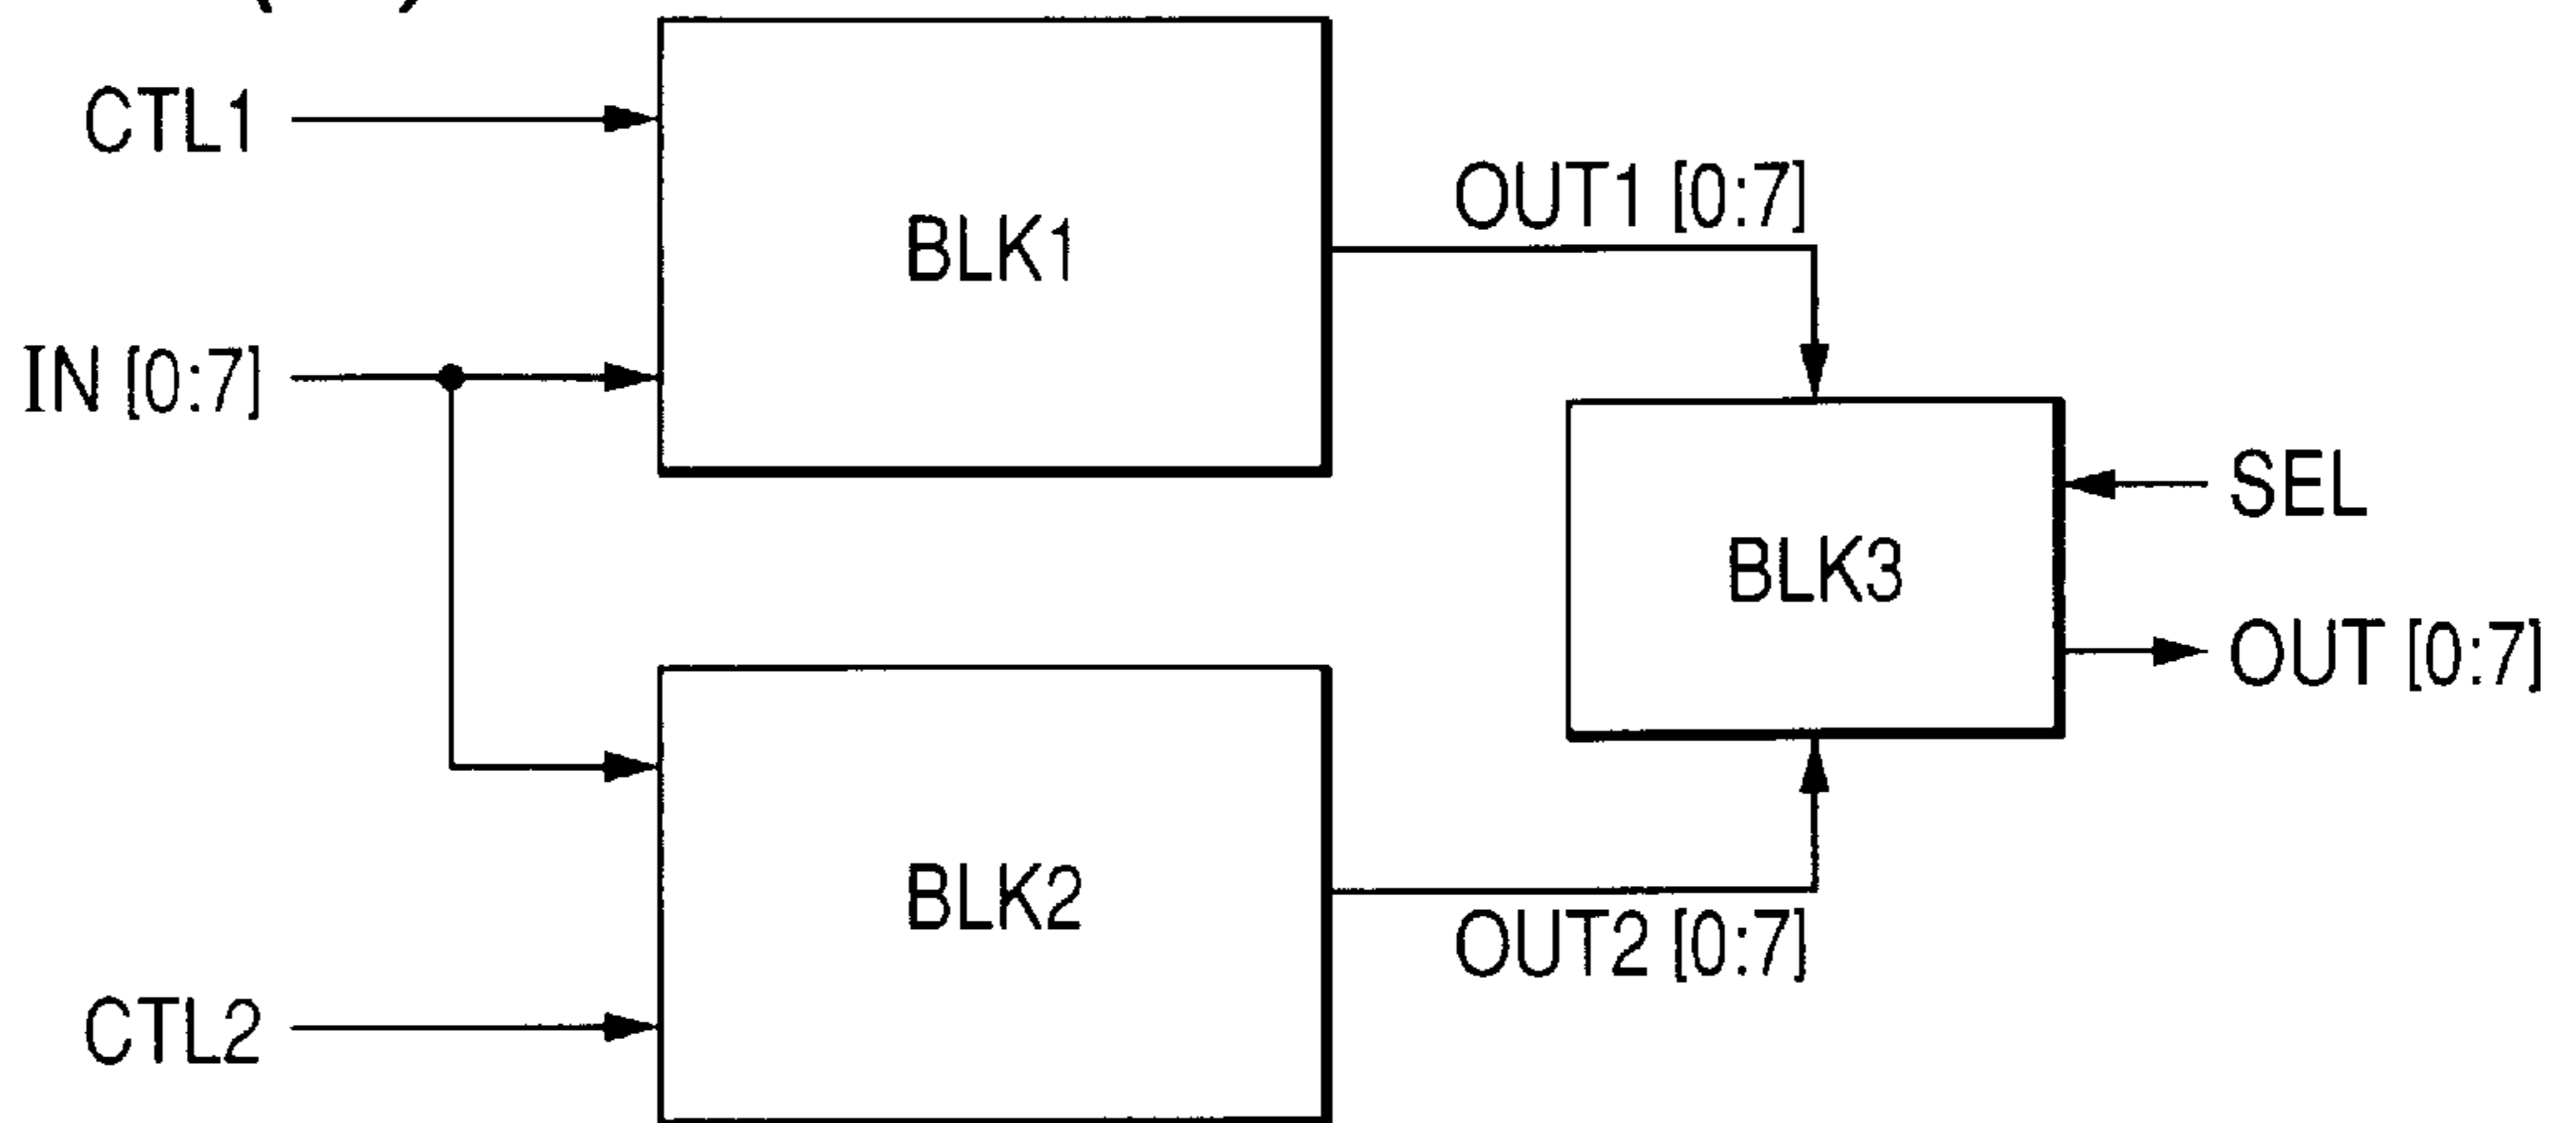 CTL1
BLK1
OUT1 [0:7]
IN [0:7]
SEL
BLK3
OUT [0:7]
BLK2
OUT2 [0:7]
CTL2